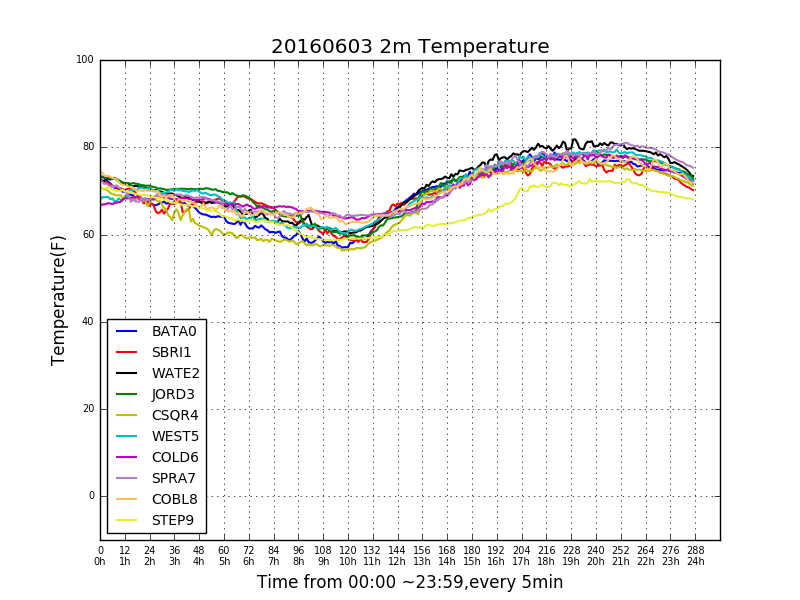 20160603 2m Temperature
100
80
60
40
20
0
Temperature(F)
BATA0
SBRI1
WATE2
JORD3
CSQR4
WEST5
COLD6
SPRA7
COBL8
STEP9
0 12 24 36 48 60 72 84 96 108 120 132 144 156 168 180 192 204 216 228 240 252 264 276 288
0h 1h 2h 3h 4h 5h 6h 7h 8h 9h 10h 11h 12h 13h 14h 15h 16h 17h 18h 19h 20h 21h 22h 23h 24h
Time from 00:00 ~23:59,every 5min